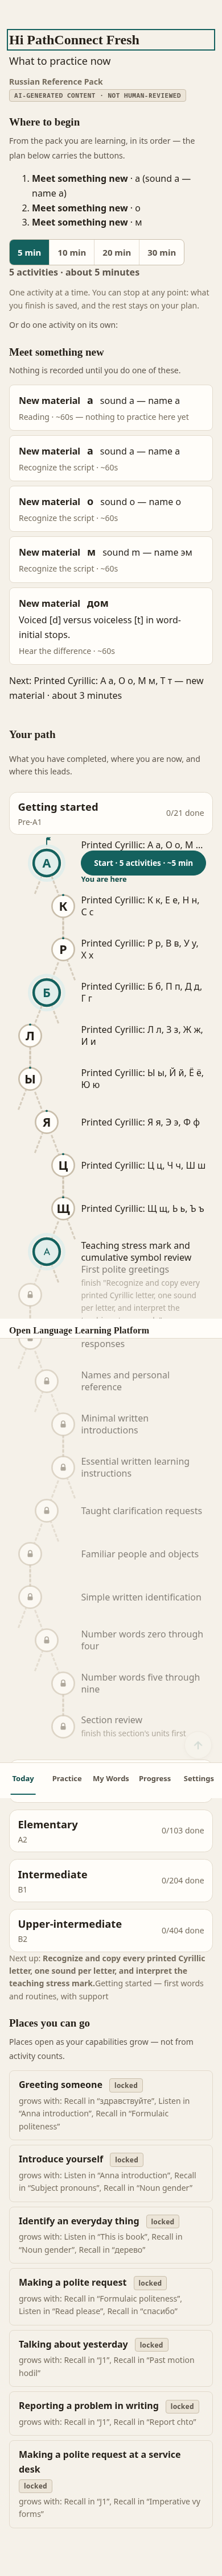 Hi PathConnect Fresh
What to practice now
Russian Reference Pack
AI-GENERATED CONTENT · NOT HUMAN-REVIEWED
Where to begin
From the pack you are learning, in its order — the
plan below carries the buttons.
1. Meet something new · а (sound a —
name a)
2. Meet something new · о
3. Meet something new · м
5 min 10 min 20 min 30 min
5 activities · about 5 minutes
One activity at a time. You can stop at any point: what
you finish is saved, and the rest stays on your plan.
Or do one activity on its own:
Meet something new
Nothing is recorded until you do one of these.
New material а sound a — name a
Reading · ~60s — nothing to practice here yet
New material а sound a — name a
Recognize the script · ~60s
New material о sound o — name o
Recognize the script · ~60s
New material м sound m — name эм
Recognize the script · ~60s
New material дом
Voiced [d] versus voiceless [t] in word-
initial stops.
Hear the difference · ~60s
Next: Printed Cyrillic: А а, О о, М м, Т т — new
material · about 3 minutes
Your path
What you have completed, where you are now, and
where this leads.
Getting started
Pre-A1
0/21 done
А
Printed Cyrillic: А а, О о, М ...
Start · 5 activities · ~5 min
You are here
К
Printed Cyrillic: К к, Е е, Н н,
С с
Р
Printed Cyrillic: Р р, В в, У у,
Х х
Б
Printed Cyrillic: Б б, П п, Д д,
Г г
Л
Printed Cyrillic: Л л, З з, Ж ж,
И и
Ы
Printed Cyrillic: Ы ы, Й й, Ё ё,
Ю ю
Я
Printed Cyrillic: Я я, Э э, Ф ф
Ц
Printed Cyrillic: Ц ц, Ч ч, Ш ш
Щ
Printed Cyrillic: Щ щ, Ь ь, Ъ ъ
А
Teaching stress mark and
cumulative symbol review
First polite greetings
finish "Recognize and copy every
printed Cyrillic letter, one sound
per letter, and interpret the
Open Language Learning Platform
responses
Names and personal
reference
Minimal written
introductions
Essential written learning
instructions
Taught clarification requests
Familiar people and objects
Simple written identification
Number words zero through
four
Number words five through
nine
Section review
finish this section's units first
Today Practice My Words Progress Settings
Elementary
A2
0/103 done
Intermediate
B1
0/204 done
Upper-intermediate
B2
0/404 done
Next up: Recognize and copy every printed Cyrillic
letter, one sound per letter, and interpret the
teaching stress mark.Getting started — first words
and routines, with support
Places you can go
Places open as your capabilities grow — not from
activity counts.
Greeting someone locked
grows with: Recall in "здравствуйте", Listen in
"Anna introduction", Recall in "Formulaic
politeness"
Introduce yourself locked
grows with: Listen in "Anna introduction", Recall
in "Subject pronouns", Recall in "Noun gender"
Identify an everyday thing locked
grows with: Listen in "This is book", Recall in
"Noun gender", Recall in "дерево"
Making a polite request locked
grows with: Recall in "Formulaic politeness",
Listen in "Read please", Recall in "спасибо"
Talking about yesterday locked
grows with: Recall in "J1", Recall in "Past motion
hodil"
Reporting a problem in writing locked
grows with: Recall in "J1", Recall in "Report chto"
Making a polite request at a service
desk
locked
grows with: Recall in "J1", Recall in "Imperative vy
forms"